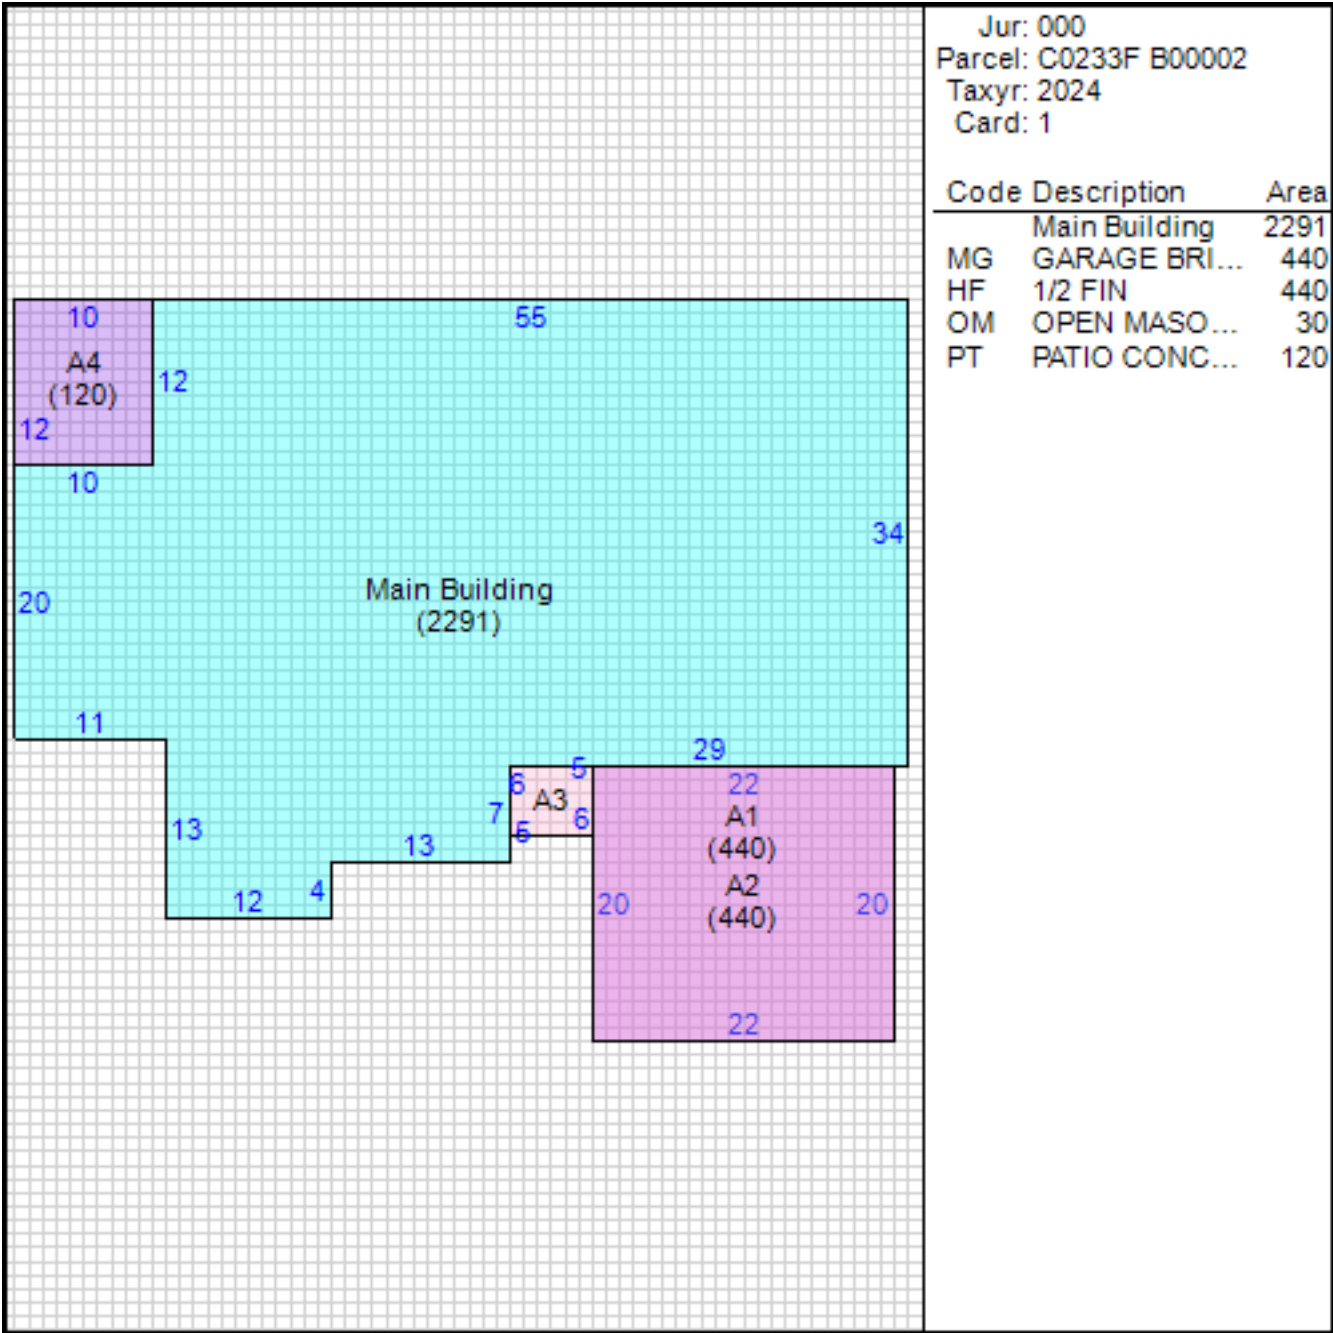 Jur: 000
Parcel: C0233F B00002
Taxyr: 2024
Card: 1
Code Description Area
Main Building 2291
MG GARAGE BRI... 440
HF 1/2 FIN 440
OM OPEN MASO... 30
PT PATIO CONC... 120
10
55
A4
(120)
12
12
10
34
Main Building
(2291)
20
11
29
5
6
22
A3
7
6
5
A1
(440)
13
13
A2
(440)
4
12
20
20
22